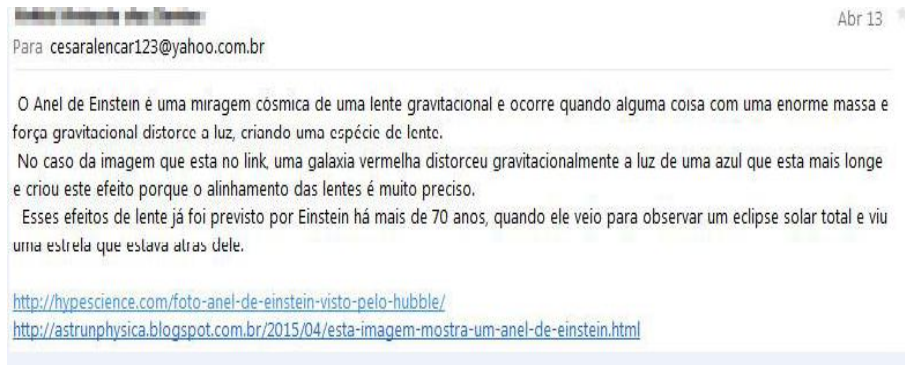 Abr 13
Para cesaralencar123@yahoo.com.br
O Anel de Einstein é uma miragem cósmica de uma lente gravitacional e ocorre quando alguma coisa com uma enorme massa e
força gravitacional distorce a luz, criando uma espécie de lente.
No caso da imagem que esta no link, uma galaxia vermelha distorceu gravitacionalmente a luz de uma azul que esta mais longe
e criou este efeito porque o alinhamento das lentes é muito preciso.
Esses efeitos de lente já foi previsto por Einstein há mais de 70 anos, quando ele veio para observar um eclipse solar total e viu
uma estrela que estava atras dele.
http://hypescience.com/foto-anel-de-einstein-visto-pelo-hubble/
http://astrunphysica.blogspot.com.br/2015/04/esta-imagem-mostra-um-anel-de-einstein.html